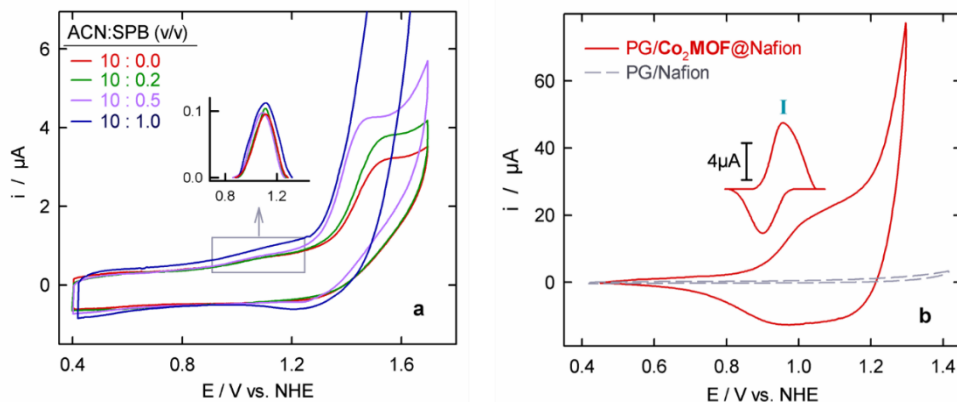 ACN:SPB (v/v)
10 : 0.0
10 : 0.2
10 : 0.5
10 : 1.0
6
4
2
0
i / μA
0.1
0.0
0.8
1.2
a
0.4
0.8
1.2
1.6
E / V vs. NHE
PG/Co₂MOF@Nafion
PG/Nafion
I
4μA
60
40
20
0
i / μA
b
0.4
0.6
0.8
1.0
1.2
1.4
E / V vs. NHE